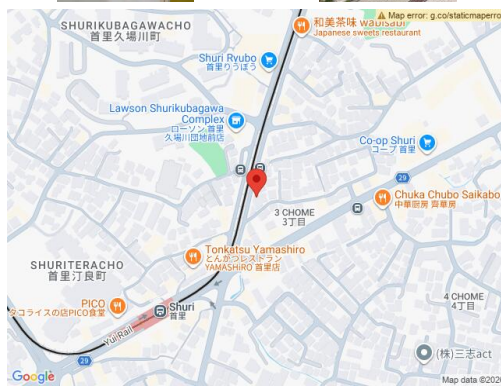 SHURIKUBAGAWACHO
首里久場川町
和美茶味 wabisabi
Japanese sweets restaurant
⚠ Map error: g.co/staticmaperro
Shuri Ryubo
首里りうぼう
Lawson Shurikubagawa
Complex
ローソン 首里
久場川団地前店
Co-op Shuri
コープ 首里
29
Chuka Chubo Saikabo
中華厨房 齊華房
3 CHOME
3丁目
Tonkatsu Yamashiro
とんかつレストラン
YAMASHiRO 首里店
SHURITERACHO
首里汀良町
PICO
タコライスの店PICO食堂
Shuri
首里
Yui Rail
4 CHOME
4丁目
29
(株)三志act
Google
Map data ©2026